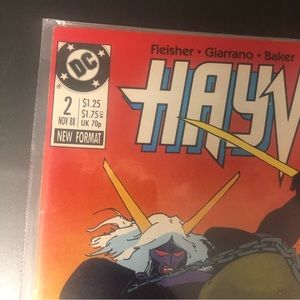 Fleisher · Giarrano · Baker
DC
HAYW
2
NOV 88
$1.25
$1.75
UK 70p
NEW FORMAT